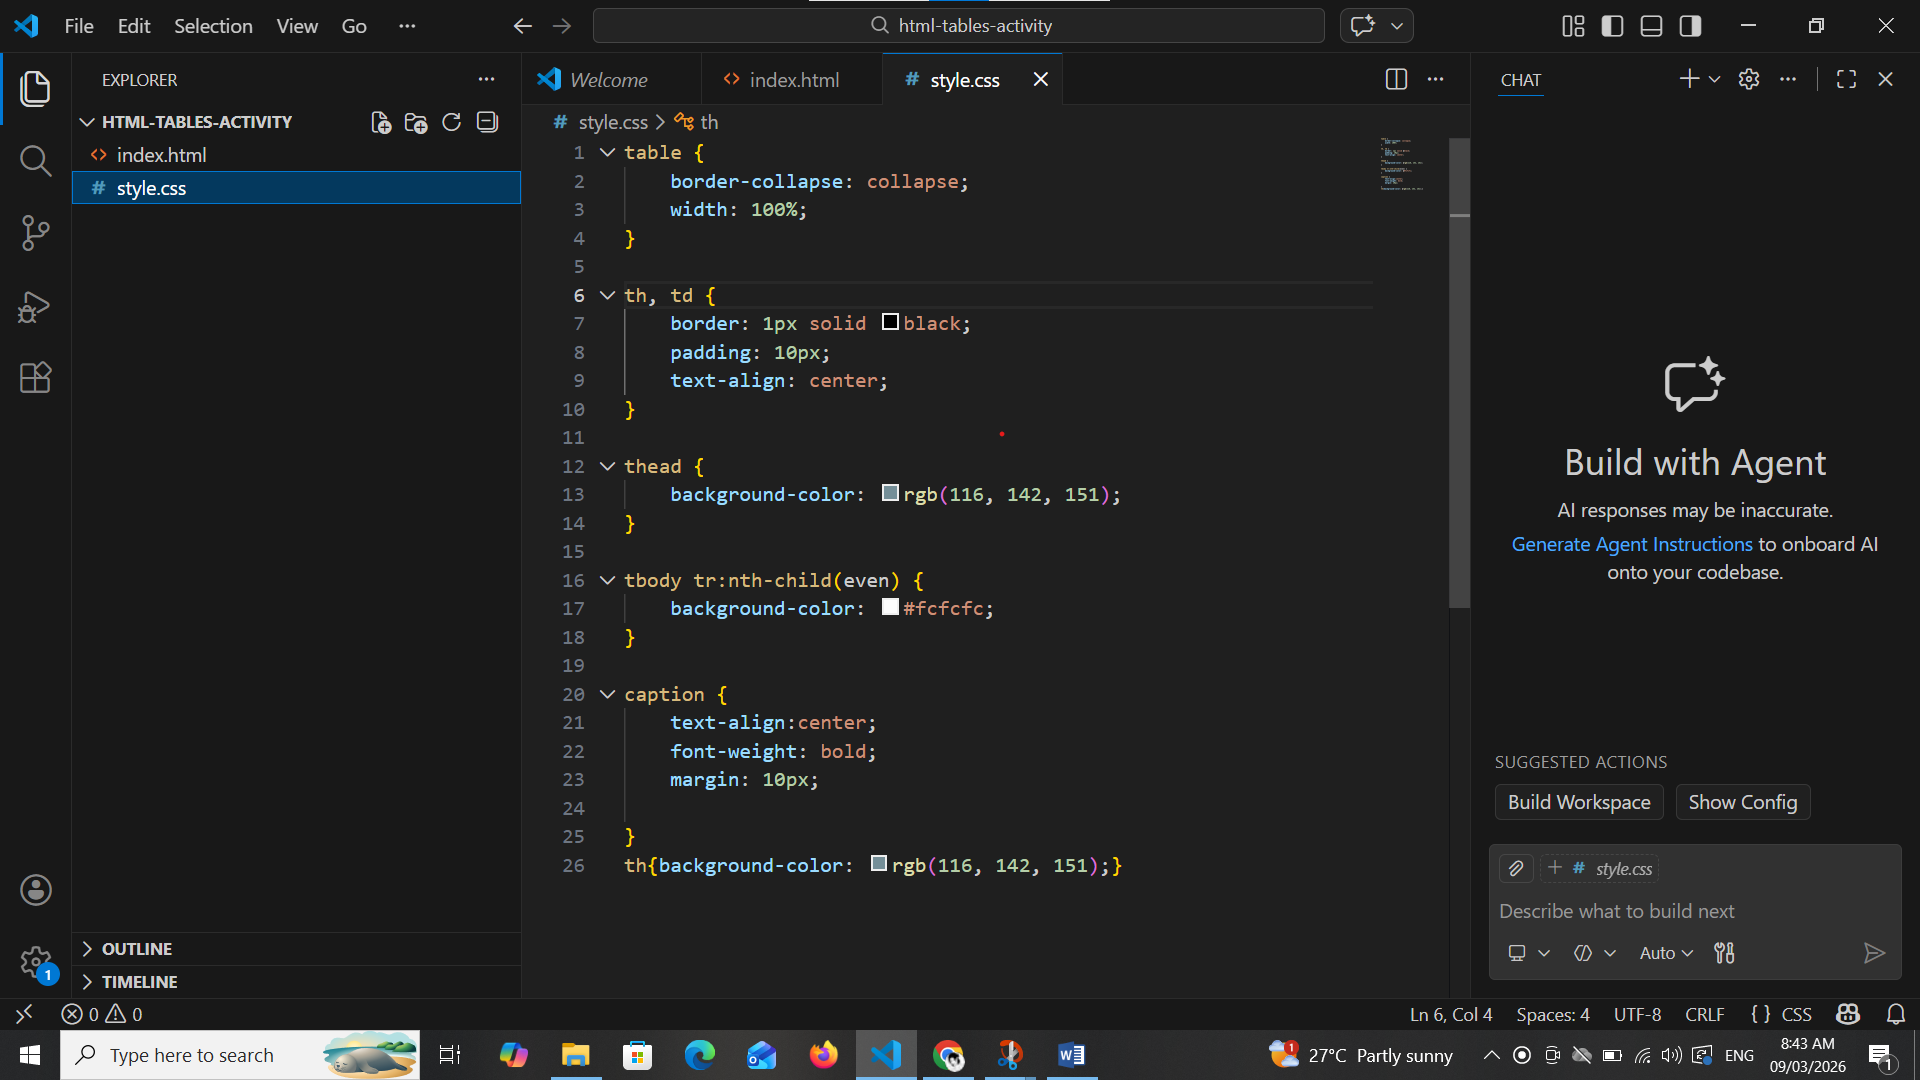 File Edit Selection View Go ···
html-tables-activity
EXPLORER
HTML-TABLES-ACTIVITY
<> index.html
# style.css
OUTLINE
TIMELINE
Welcome
<> index.html
# style.css
# style.css > th
1 table {
2     border-collapse: collapse;
3     width: 100%;
4 }
5
6 th, td {
7     border: 1px solid black;
8     padding: 10px;
9     text-align: center;
10 }
11
12 thead {
13     background-color: rgb(116, 142, 151);
14 }
15
16 tbody tr:nth-child(even) {
17     background-color: #fcfcfc;
18 }
19
20 caption {
21     text-align:center;
22     font-weight: bold;
23     margin: 10px;
24
25 }
26 th{background-color: rgb(116, 142, 151);}
CHAT
Build with Agent
AI responses may be inaccurate.
Generate Agent Instructions to onboard AI
onto your codebase.
SUGGESTED ACTIONS
Build Workspace Show Config
+ # style.css
Describe what to build next
Auto
1
0 0
Ln 6, Col 4 Spaces: 4 UTF-8 CRLF {} CSS
Type here to search
1
27°C Partly sunny
ENG
8:43 AM
09/03/2026
1